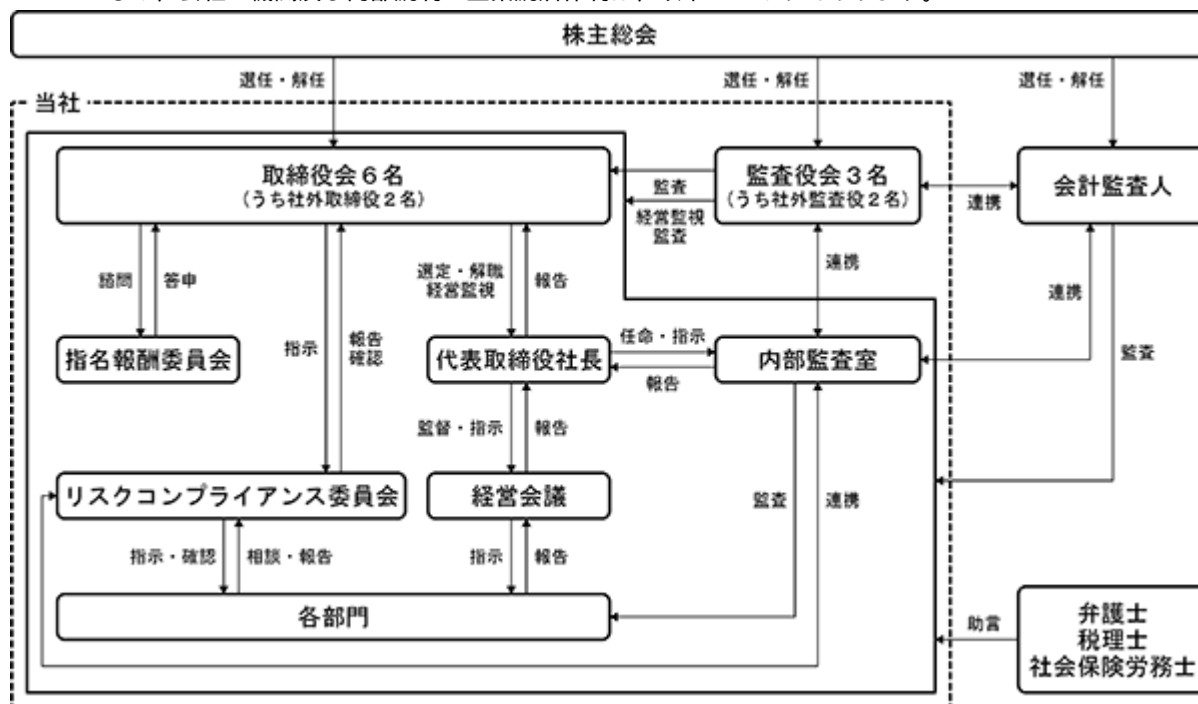 株主総会
選任・解任
選任・解任
選任・解任
当社
取締役会6名
(うち社外取締役2名)
監査
経営監視
監査
監査役会3名
(うち社外監査役2名)
連携
会計監査人
諮問
答申
指示
報告
確認
選定・解職
経営監視
報告
連携
連携
監査
指名報酬委員会
代表取締役社長
任命・指示
報告
内部監査室
監督・指示
報告
リスクコンプライアンス委員会
経営会議
監査
連携
指示・確認
相談・報告
指示
報告
各部門
助言
弁護士
税理士
社会保険労務士